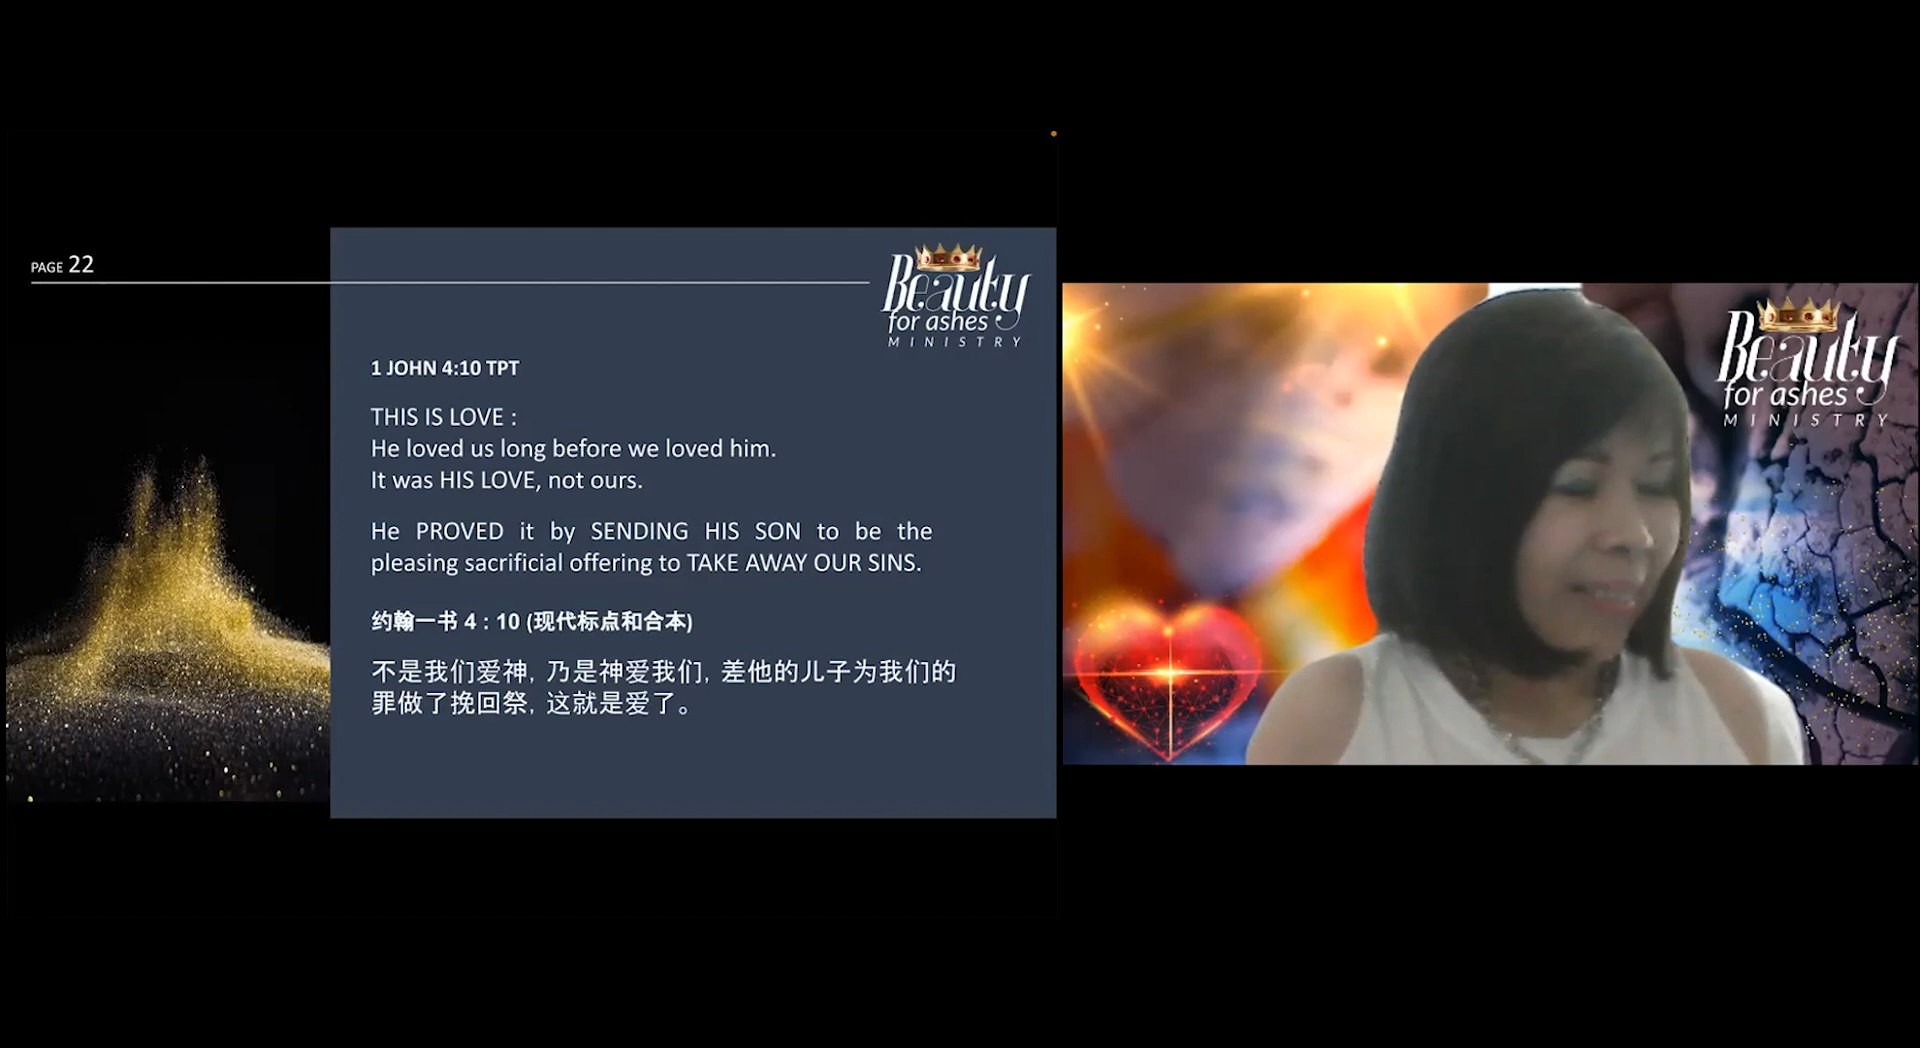 PAGE 22
Beauty
for ashes
MINISTRY
1 JOHN 4:10 TPT
THIS IS LOVE :
He loved us long before we loved him.
It was HIS LOVE, not ours.
He PROVED it by SENDING HIS SON to be the
pleasing sacrificial offering to TAKE AWAY OUR SINS.
约翰一书 4 : 10 (现代标点和合本)
不是我们爱神, 乃是神爱我们, 差他的儿子为我们的
罪做了挽回祭, 这就是爱了。
Beauty
for ashes
MINISTRY